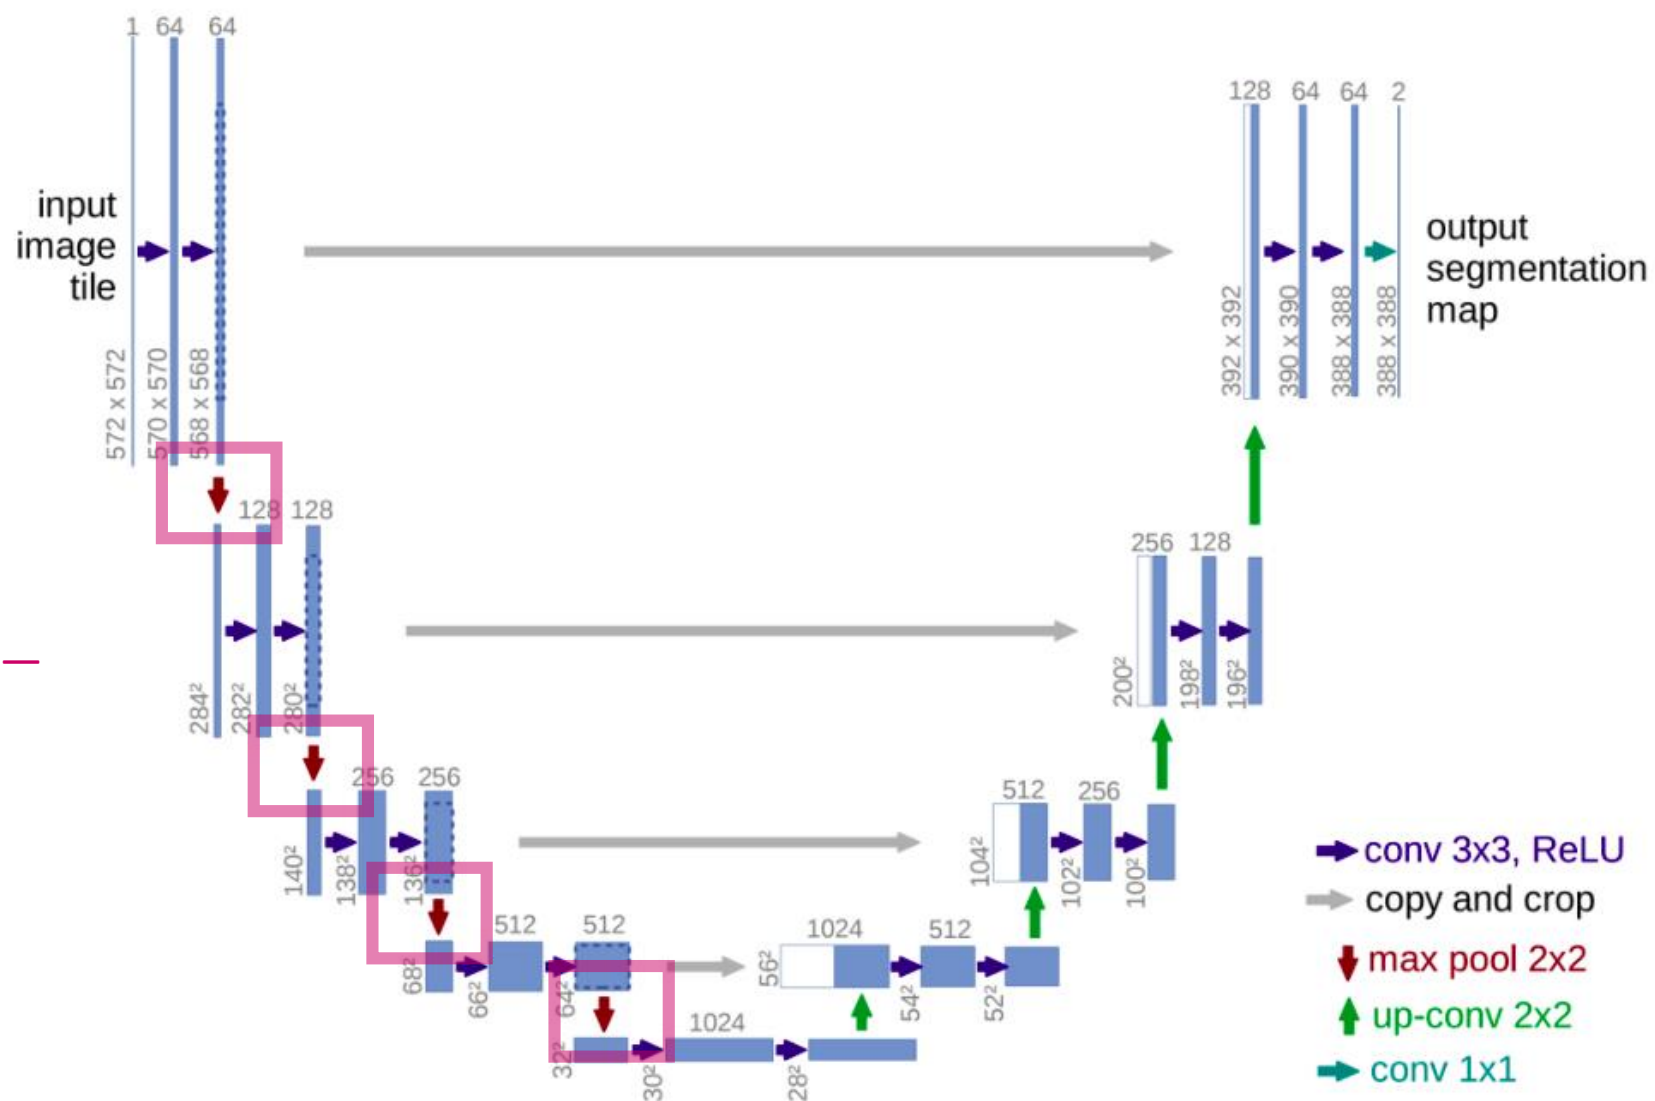 1 64 64
128 64 64 2
input
image
tile
output
segmentation
map
572 x 572
570 x 570
568 x 568
392 x 392
390 x 390
388 x 388
388 x 388
128 128
256 128
284²
282²
280²
200²
198²
196²
256 256
512 256
140²
138²
136²
104²
102²
100²
512 512
1024 512
68²
66²
64²
56²
54²
52²
1024
32²
30²
28²
conv 3x3, ReLU
copy and crop
max pool 2x2
up-conv 2x2
conv 1x1